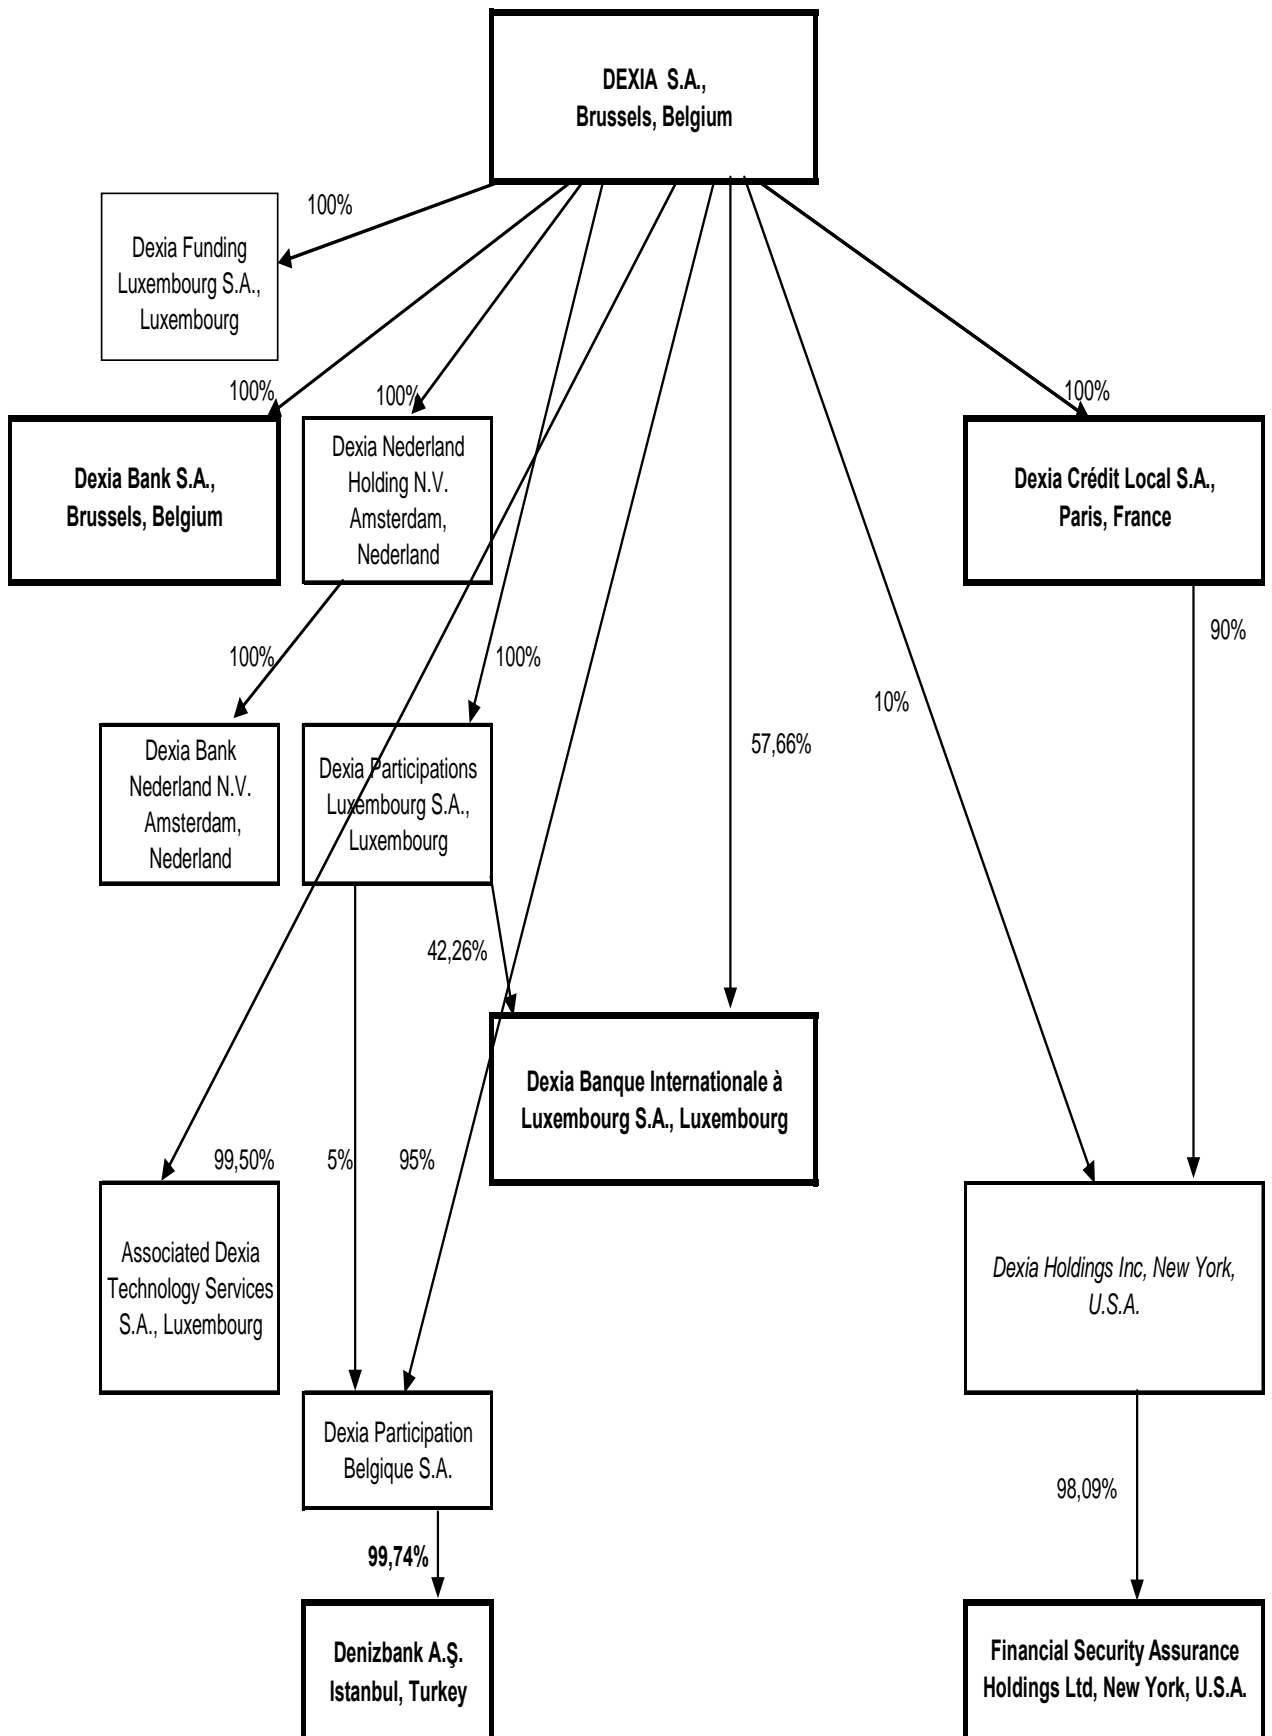 DEXIA S.A.,
Brussels, Belgium
100%
Dexia Funding
Luxembourg S.A.,
Luxembourg
100%
100%
100%
Dexia Bank S.A.,
Brussels, Belgium
Dexia Nederland
Holding N.V.
Amsterdam,
Nederland
Dexia Crédit Local S.A.,
Paris, France
90%
100%
100%
10%
57,66%
Dexia Bank
Nederland N.V.
Amsterdam,
Nederland
Dexia Participations
Luxembourg S.A.,
Luxembourg
42,26%
Dexia Banque Internationale à
Luxembourg S.A., Luxembourg
99,50%
5%
95%
Associated Dexia
Technology Services
S.A., Luxembourg
Dexia Holdings Inc, New York,
U.S.A.
Dexia Participation
Belgique S.A.
98,09%
99,74%
Denizbank A.Ş.
Istanbul, Turkey
Financial Security Assurance
Holdings Ltd, New York, U.S.A.